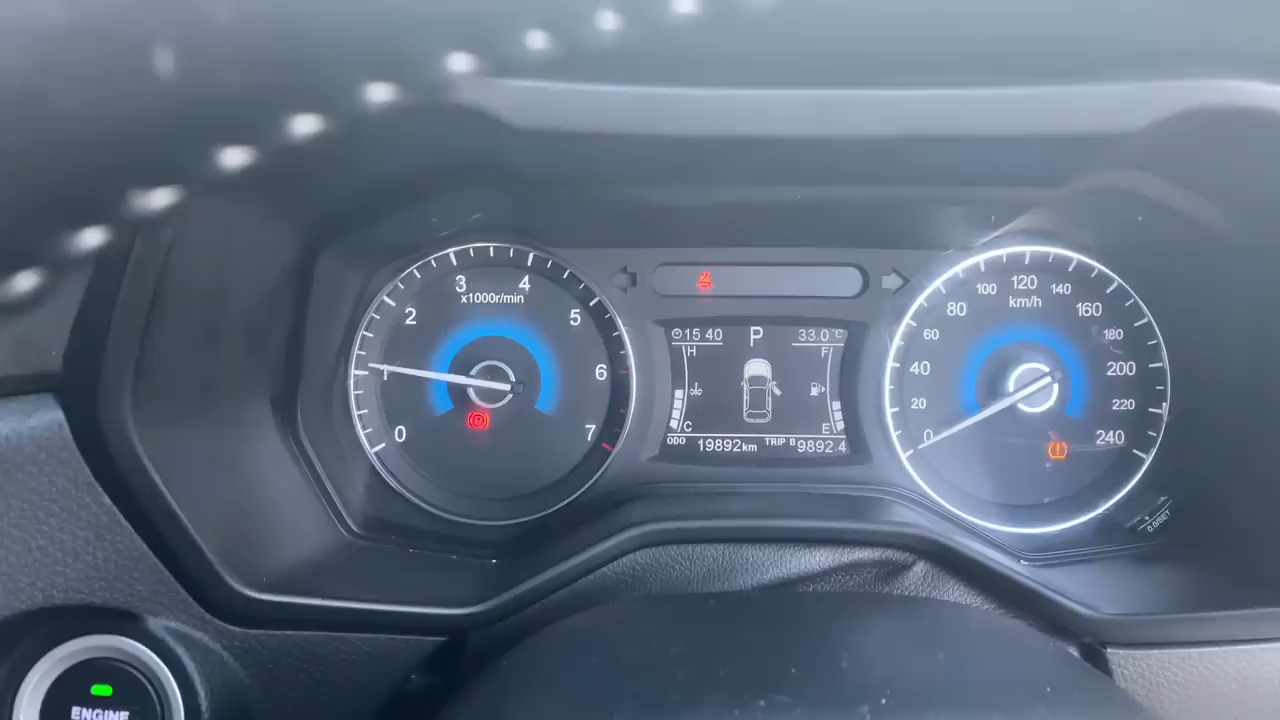 0 1 2 3 4 5 6 7
x1000r/min
15 40
P
33.0 °C
H
C
F
E
ODO 19892km
TRIP B 9892.4
0 20 40 60 80 100 120 140 160 180 200 220 240
km/h
0.0/SET
ENGINE